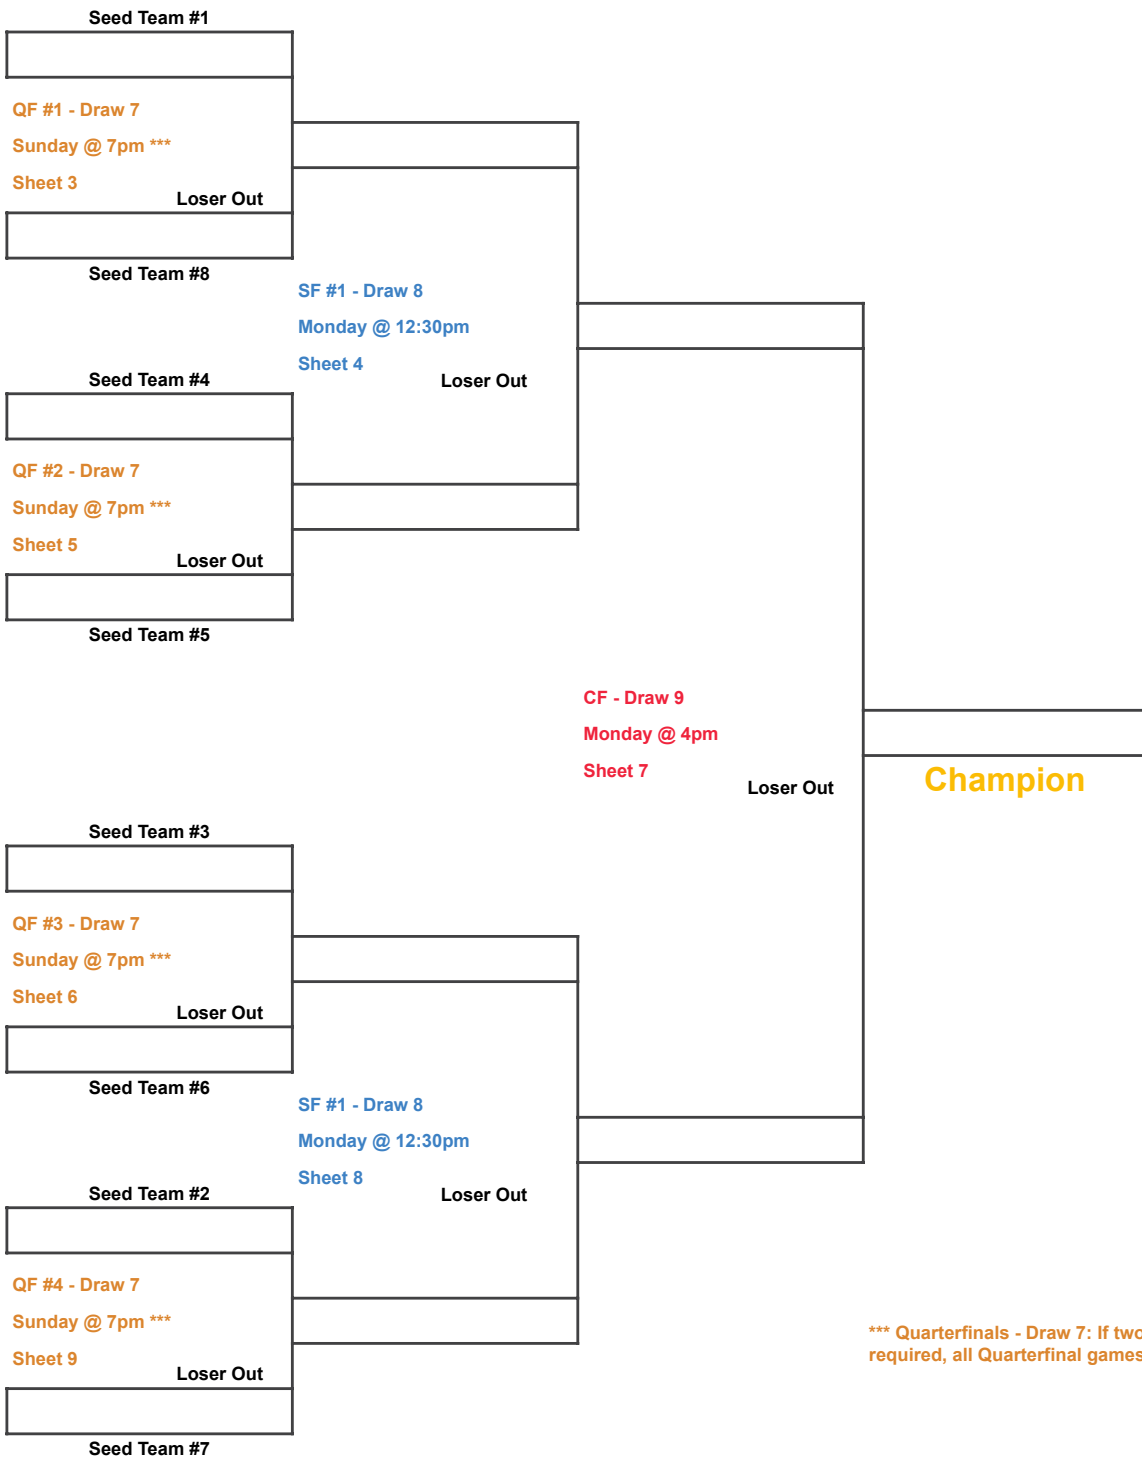 Seed Team #1
QF #1 - Draw 7
Sunday @ 7pm ***
Sheet 3
Loser Out
Seed Team #8
SF #1 - Draw 8
Monday @ 12:30pm
Sheet 4
Loser Out
Seed Team #4
QF #2 - Draw 7
Sunday @ 7pm ***
Sheet 5
Loser Out
Seed Team #5
CF - Draw 9
Monday @ 4pm
Sheet 7
Loser Out
Champion
Seed Team #3
QF #3 - Draw 7
Sunday @ 7pm ***
Sheet 6
Loser Out
Seed Team #6
SF #1 - Draw 8
Monday @ 12:30pm
Sheet 8
Loser Out
Seed Team #2
QF #4 - Draw 7
Sunday @ 7pm ***
Sheet 9
Loser Out
Seed Team #7
*** Quarterfinals - Draw 7: If two
required, all Quarterfinal games